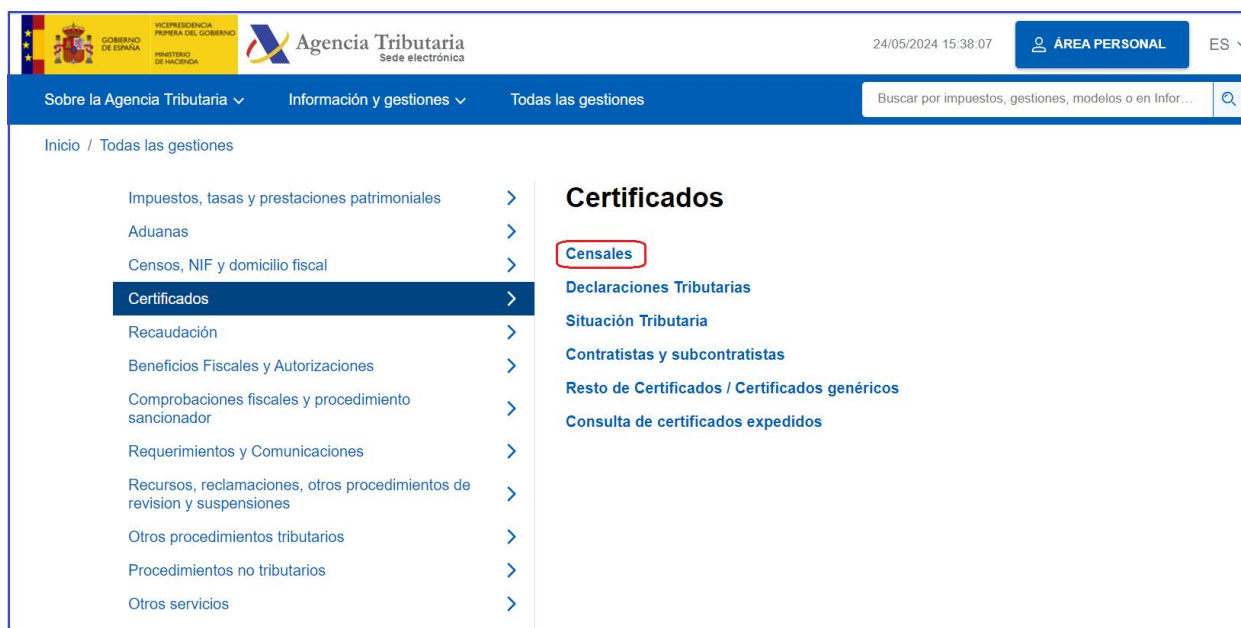 GOBIERNO
DE ESPAÑA
VICEPRESIDENCIA
PRIMERA DEL GOBIERNO
MINISTERIO
DE HACIENDA
Agencia Tributaria
Sede electrónica
24/05/2024 15:38:07
ÁREA PERSONAL
ES
Sobre la Agencia Tributaria
Información y gestiones
Todas las gestiones
Buscar por impuestos, gestiones, modelos o en Infor...
Inicio / Todas las gestiones
Impuestos, tasas y prestaciones patrimoniales
Aduanas
Censos, NIF y domicilio fiscal
Certificados
Recaudación
Beneficios Fiscales y Autorizaciones
Comprobaciones fiscales y procedimiento
sancionador
Requerimientos y Comunicaciones
Recursos, reclamaciones, otros procedimientos de
revision y suspensiones
Otros procedimientos tributarios
Procedimientos no tributarios
Otros servicios
Certificados
Censales
Declaraciones Tributarias
Situación Tributaria
Contratistas y subcontratistas
Resto de Certificados / Certificados genéricos
Consulta de certificados expedidos